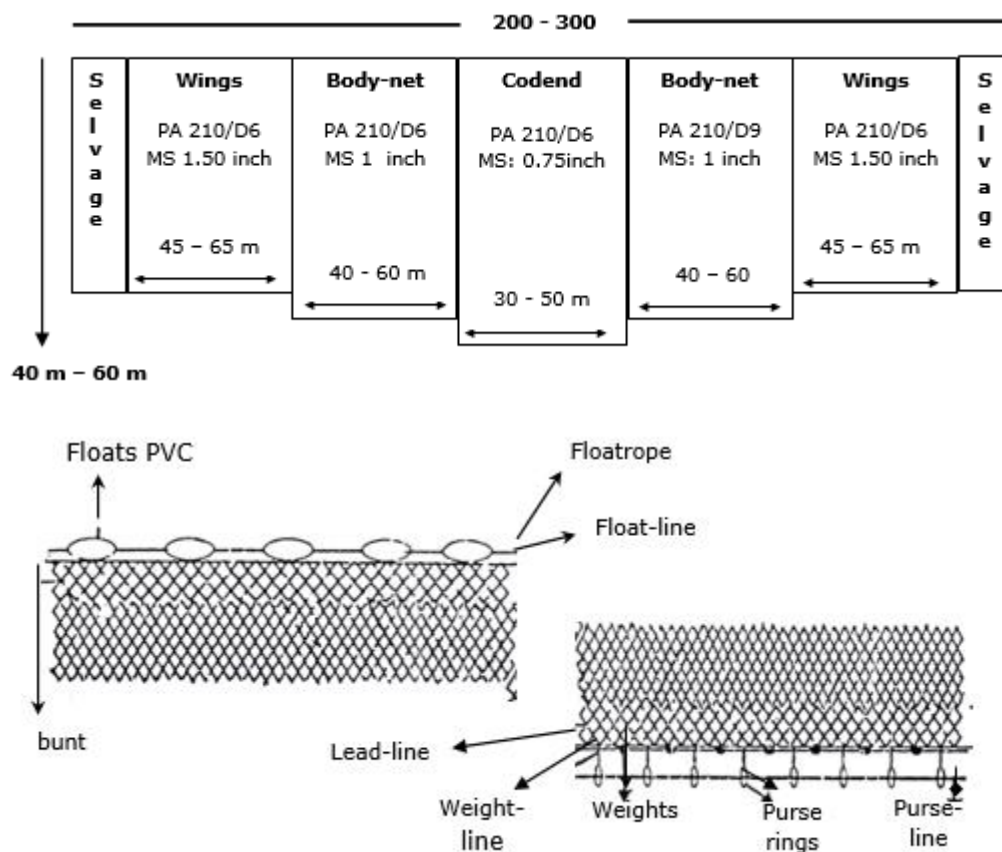 200 - 300
Selvage
Wings
PA 210/D6
MS 1.50 inch
45 – 65 m
Body-net
PA 210/D6
MS 1 inch
40 - 60 m
Codend
PA 210/D6
MS: 0.75inch
30 - 50 m
Body-net
PA 210/D9
MS: 1 inch
40 – 60
Wings
PA 210/D6
MS 1.50 inch
45 – 65 m
Selvage
40 m – 60 m
Floats PVC
Floatrope
Float-line
bunt
Lead-line
Weight-
line
Weights
Purse
rings
Purse-
line